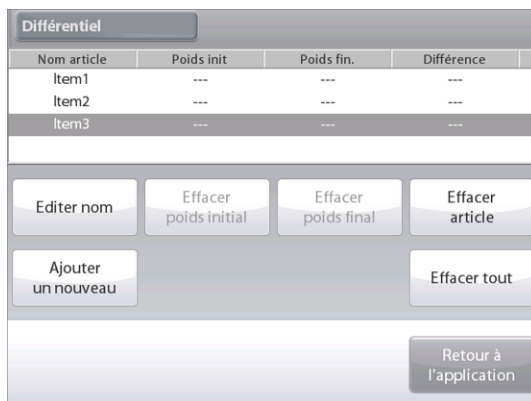 Différentiel
Nom article Poids init Poids fin. Différence
Item1 --- --- ---
Item2 --- --- ---
Item3 --- --- ---
Editer nom
Effacer
poids initial
Effacer
poids final
Effacer
article
Ajouter
un nouveau
Effacer tout
Retour à
l'application